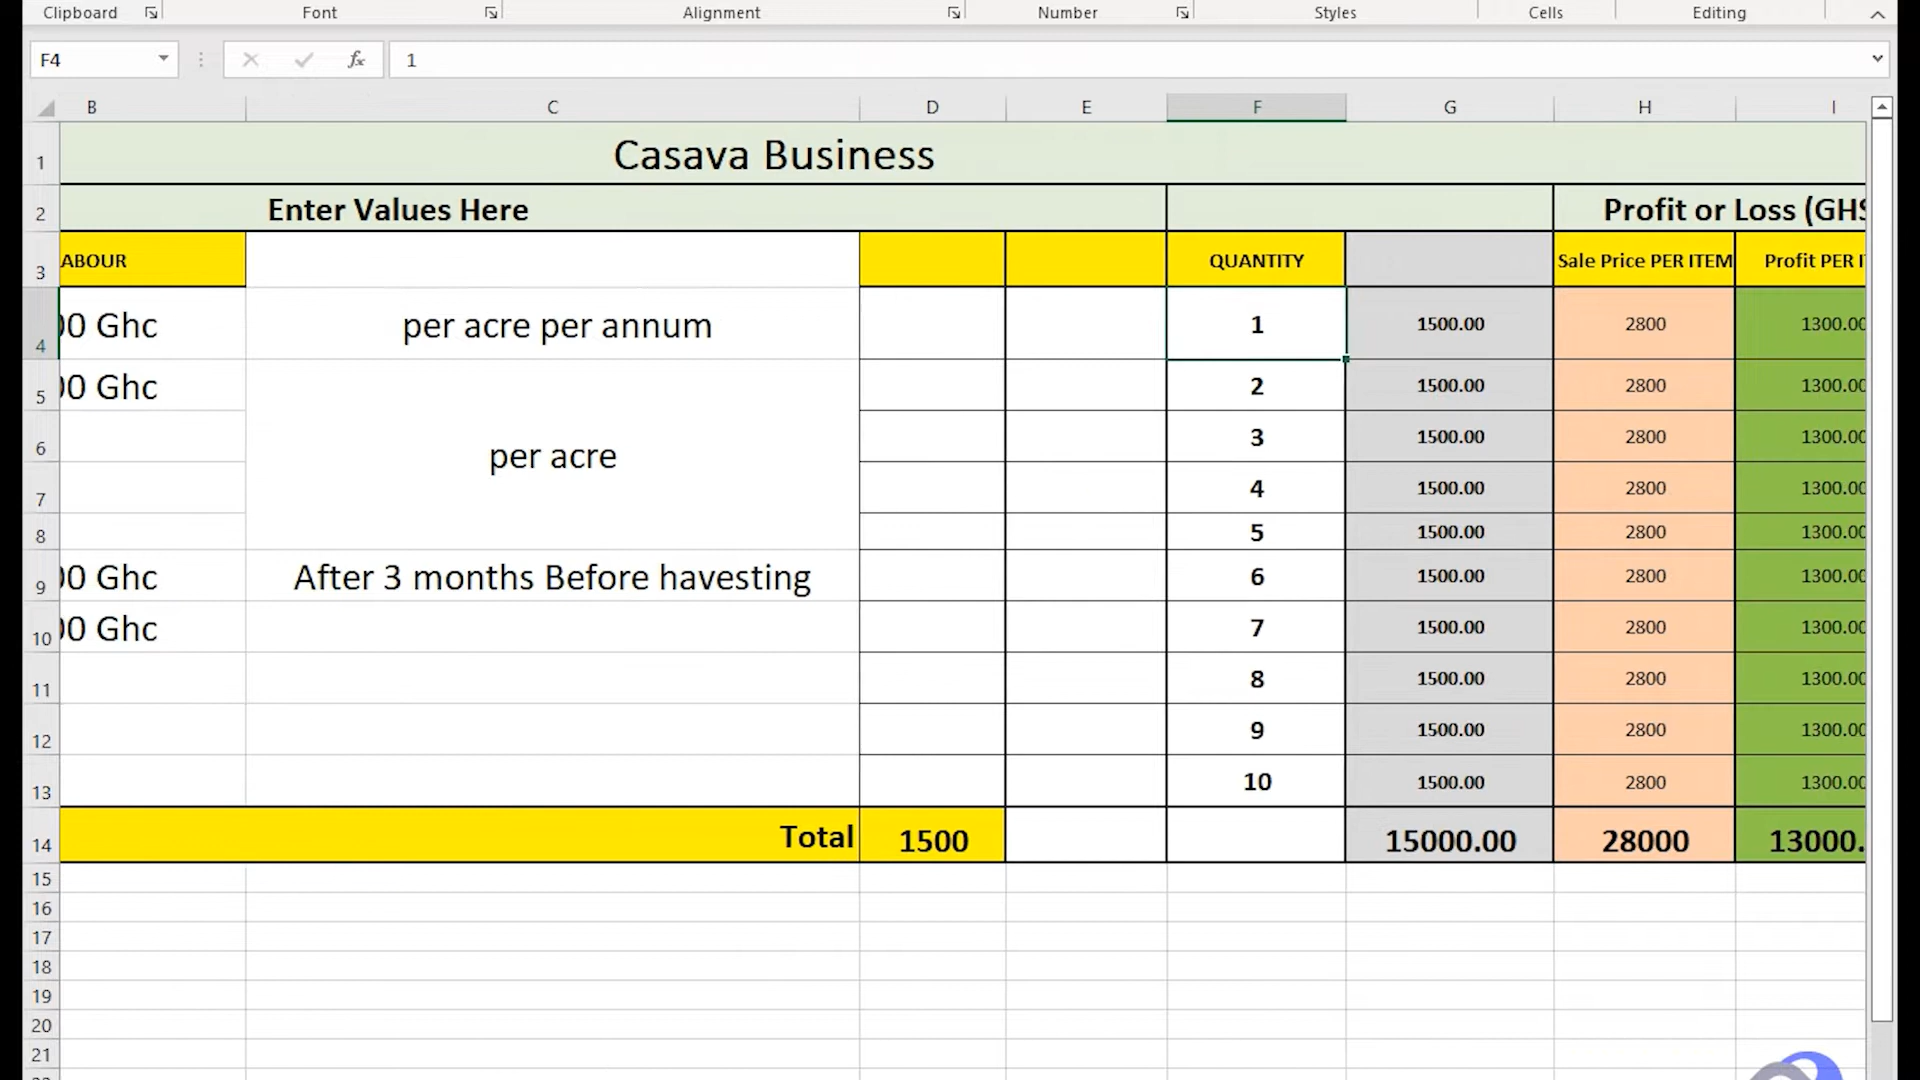 Clipboard Font Alignment Number Styles Cells Editing
F4 fx 1
B C D E F G H I
1 Casava Business
2 Enter Values Here Profit or Loss (GHS
3 ABOUR QUANTITY Sale Price PER ITEM Profit PER I
4 00 Ghc per acre per annum 1 1500.00 2800 1300.00
5 00 Ghc 2 1500.00 2800 1300.00
6 per acre 3 1500.00 2800 1300.00
7 4 1500.00 2800 1300.00
8 5 1500.00 2800 1300.00
9 00 Ghc After 3 months Before havesting 6 1500.00 2800 1300.00
10 00 Ghc 7 1500.00 2800 1300.00
11 8 1500.00 2800 1300.00
12 9 1500.00 2800 1300.00
13 10 1500.00 2800 1300.00
14 Total 1500 15000.00 28000 13000.
15
16
17
18
19
20
21